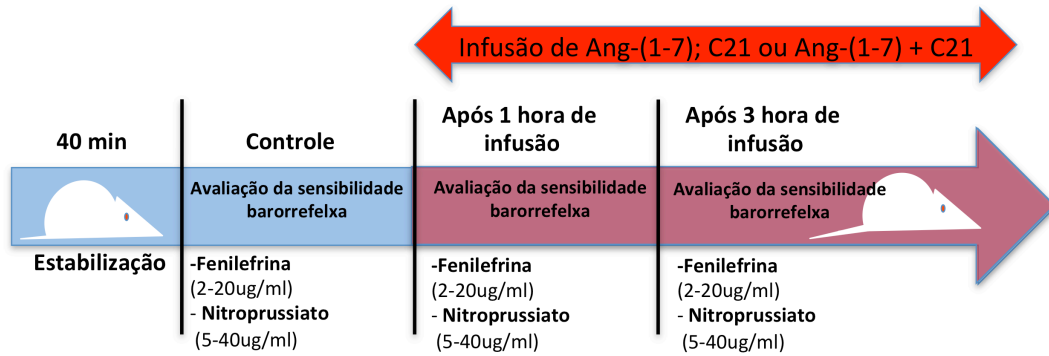 Infusão de Ang-(1-7); C21 ou Ang-(1-7) + C21
40 min
Controle
Após 1 hora de
infusão
Após 3 hora de
infusão
Avaliação da sensibilidade
barorrefelxa
Avaliação da sensibilidade
barorrefelxa
Avaliação da sensibilidade
barorrefelxa
Estabilização
-Fenilefrina
(2-20ug/ml)
- Nitroprussiato
(5-40ug/ml)
-Fenilefrina
(2-20ug/ml)
- Nitroprussiato
(5-40ug/ml)
-Fenilefrina
(2-20ug/ml)
- Nitroprussiato
(5-40ug/ml)